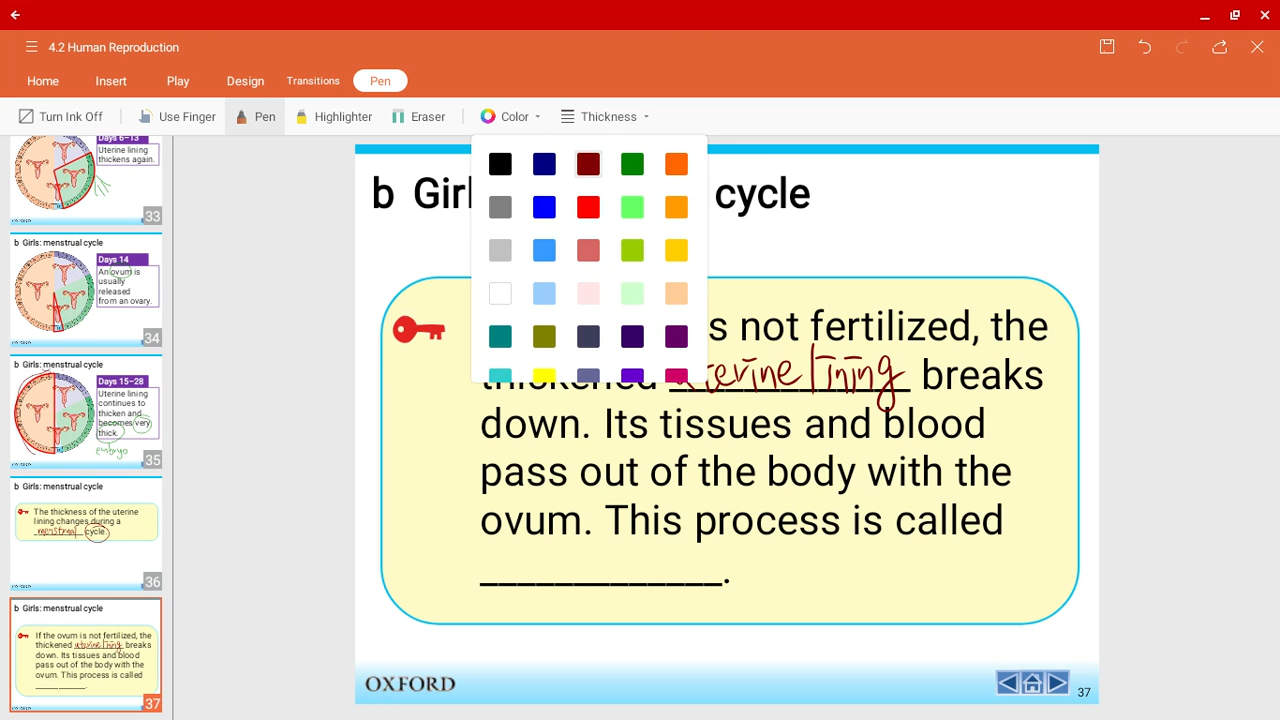 4.2 Human Reproduction
Home Insert Play Design Transitions Pen
Turn Ink Off Use Finger Pen Highlighter Eraser Color Thickness
Days 6–13
Uterine lining
thickens again.
33
b Girls: menstrual cycle
Days 14
An ovum is
usually
released
from an ovary.
34
b Girls: menstrual cycle
Days 15–28
Uterine lining
continues to
thicken and
becomes very
thick.
embryo
35
b Girls: menstrual cycle
The thickness of the uterine
lining changes during a
menstrual cycle.
36
b Girls: menstrual cycle
If the ovum is not fertilized, the
thickened uterine lining breaks
down. Its tissues and blood
pass out of the body with the
ovum. This process is called
____________.
37
b Girl cycle
s not fertilized, the
thickened uterine lining breaks
down. Its tissues and blood
pass out of the body with the
ovum. This process is called
____________.
OXFORD
37